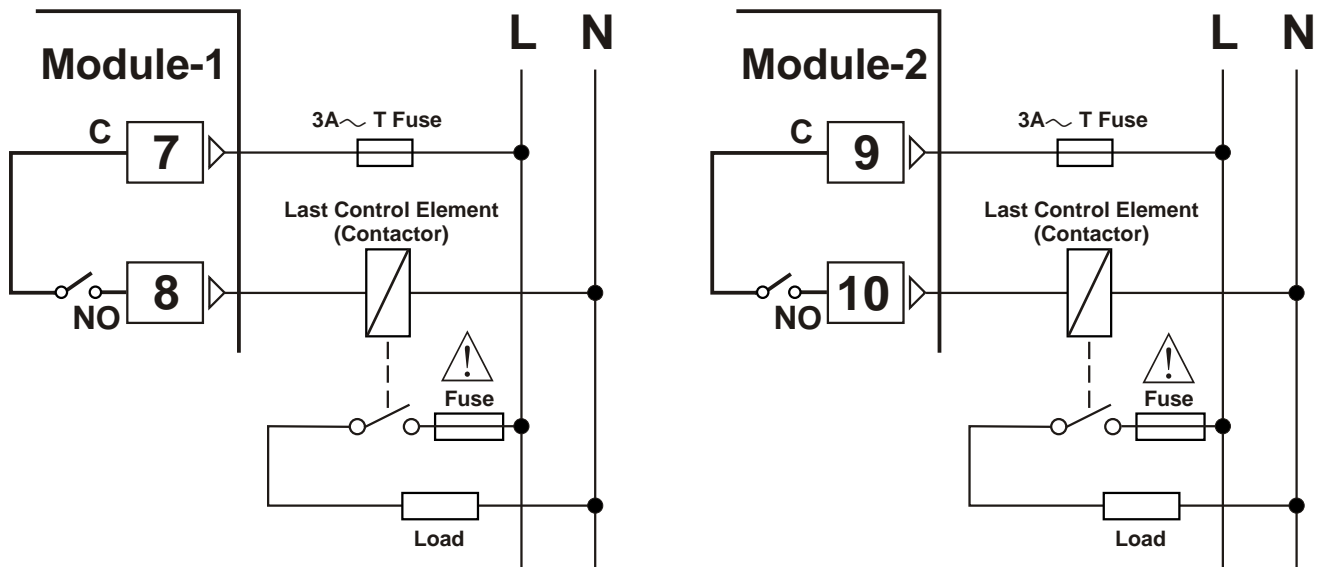 L N
Module-1
3A~ T Fuse
C
7
Last Control Element
(Contactor)
8
NO
!
Fuse
Load
L N
Module-2
3A~ T Fuse
C
9
Last Control Element
(Contactor)
10
NO
!
Fuse
Load